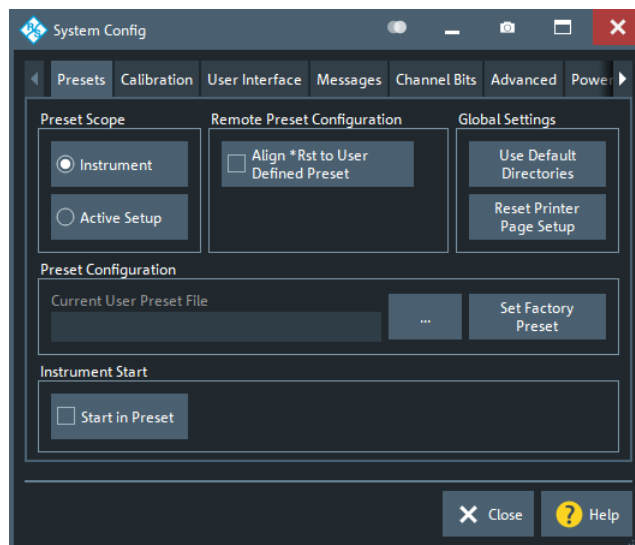 System Config
Presets Calibration User Interface Messages Channel Bits Advanced Power
Preset Scope
Instrument
Active Setup
Remote Preset Configuration
Align *Rst to User
Defined Preset
Global Settings
Use Default
Directories
Reset Printer
Page Setup
Preset Configuration
Current User Preset File
...
Set Factory
Preset
Instrument Start
Start in Preset
Close
? Help